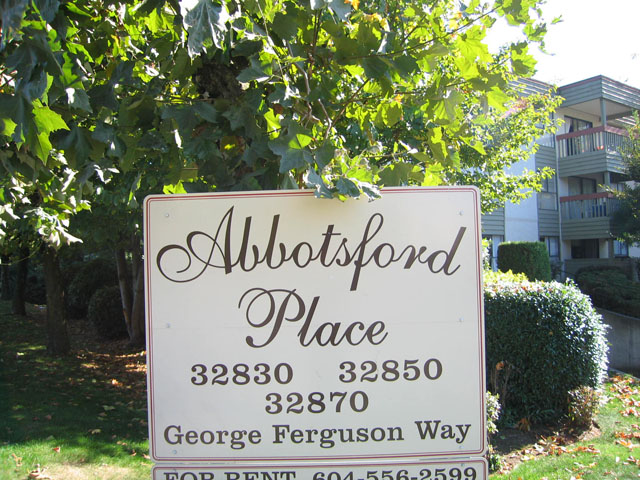 Abbotsford
Place
32830 32850
32870
George Ferguson Way
FOR RENT 604-556-2599